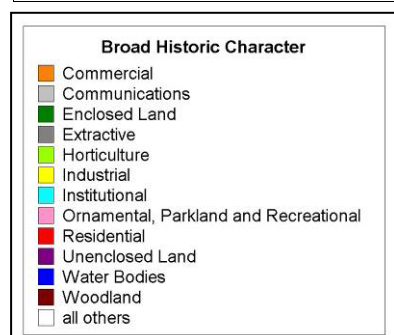 Broad Historic Character
Commercial
Communications
Enclosed Land
Extractive
Horticulture
Industrial
Institutional
Ornamental, Parkland and Recreational
Residential
Unenclosed Land
Water Bodies
Woodland
all others